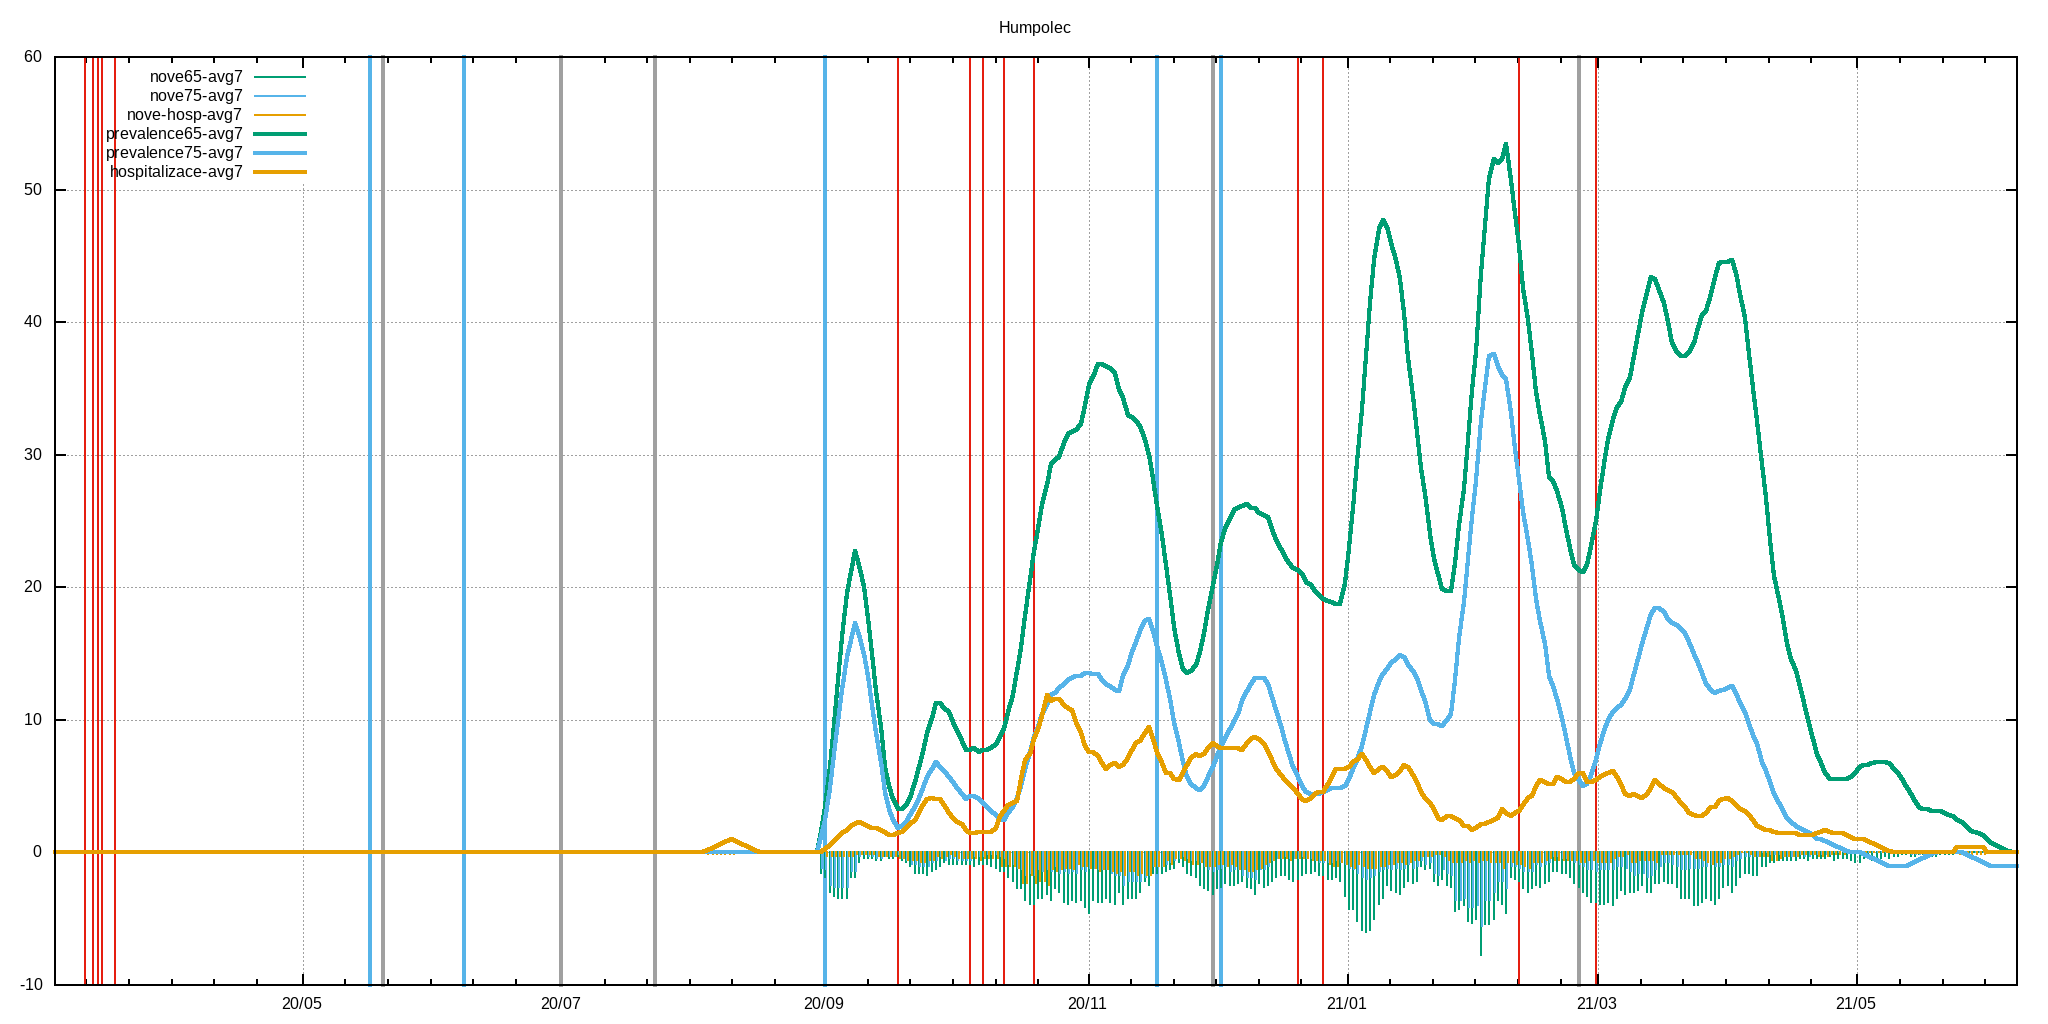 Humpolec
60
nove65-avg7
nove75-avg7
nove-hosp-avg7
prevalence65-avg7
prevalence75-avg7
hospitalizace-avg7
50
40
30
20
10
0
-10
20/05 20/07 20/09 20/11 21/01 21/03 21/05